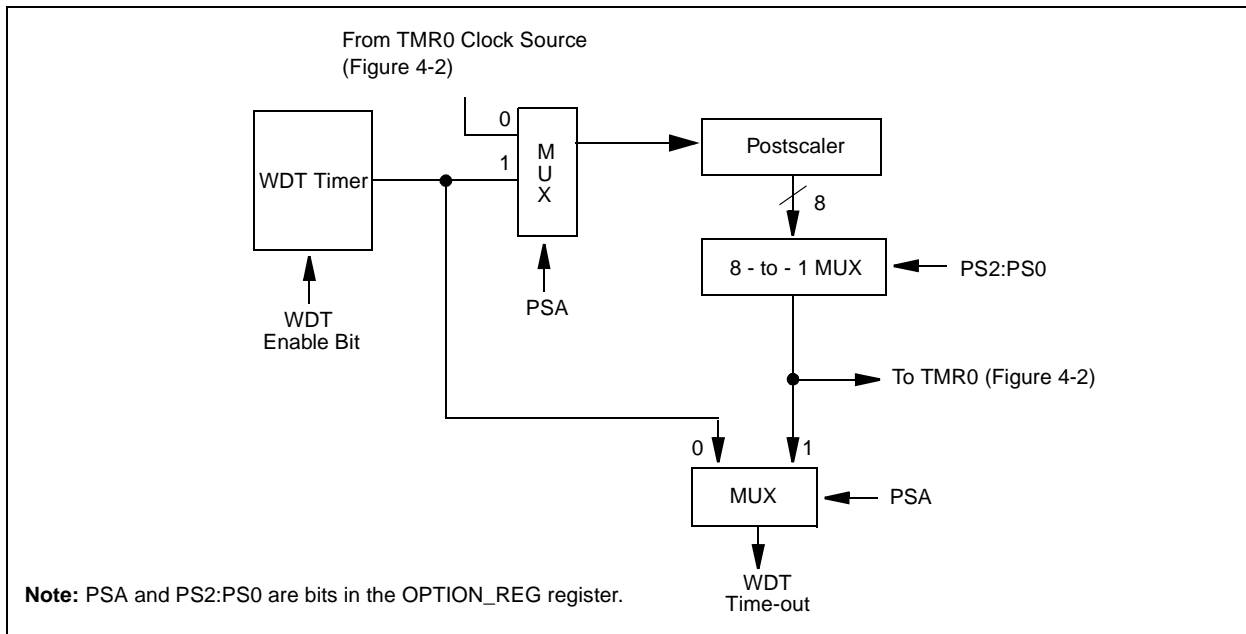 From TMR0 Clock Source
(Figure 4-2)
0
1
M
U
X
WDT Timer
Postscaler
8
8 - to - 1 MUX
PS2:PS0
PSA
WDT
Enable Bit
To TMR0 (Figure 4-2)
0
1
MUX
PSA
WDT
Time-out
Note: PSA and PS2:PS0 are bits in the OPTION_REG register.